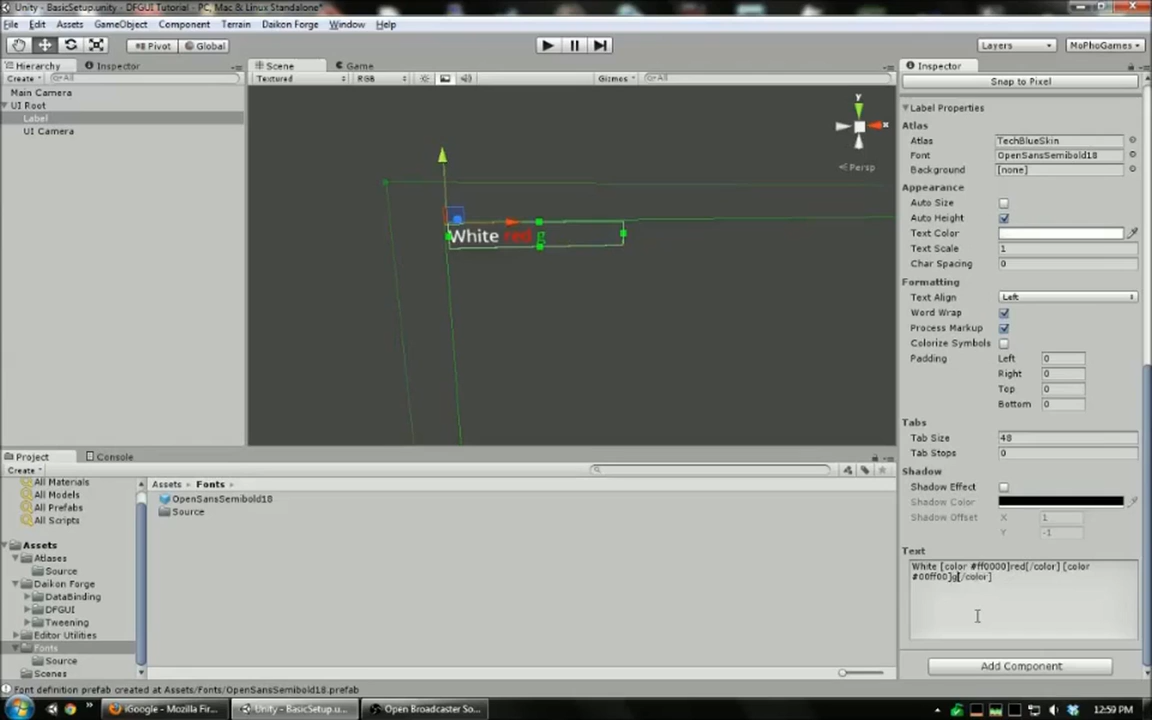 Unity - BasicSetup.unity - DFGUI Tutorial - PC, Mac & Linux Standalone*
File Edit Assets GameObject Component Terrain Daikon Forge Window Help
Pivot Global Layers MoPhoGames
Hierarchy Inspector
Create All
Main Camera
UI Root
Label
UI Camera
Scene Game
Textured RGB Gizmos All
y
x
Persp
White red g
Inspector
Snap to Pixel
Label Properties
Atlas
Atlas TechBlueSkin
Font OpenSansSemibold18
Background [none]
Appearance
Auto Size
Auto Height
Text Color
Text Scale 1
Char Spacing 0
Formatting
Text Align Left
Word Wrap
Process Markup
Colorize Symbols
Padding Left 0
Right 0
Top 0
Bottom 0
Tabs
Tab Size 48
Tab Stops 0
Shadow
Shadow Effect
Shadow Color
Shadow Offset X 1
Y -1
Text
White [color #ff0000]red[/color] [color
#00ff00]g[/color]
Add Component
Project Console
Create
All Materials
All Models
All Prefabs
All Scripts
Assets
Atlases
Source
Daikon Forge
DataBinding
DFGUI
Tweening
Editor Utilities
Fonts
Source
Scenes
Assets Fonts
OpenSansSemibold18
Source
Font definition prefab created at Assets/Fonts/OpenSansSemibold18.prefab
iGoogle - Mozilla Fir... Unity - BasicSetup.u... Open Broadcaster So... 12:59 PM